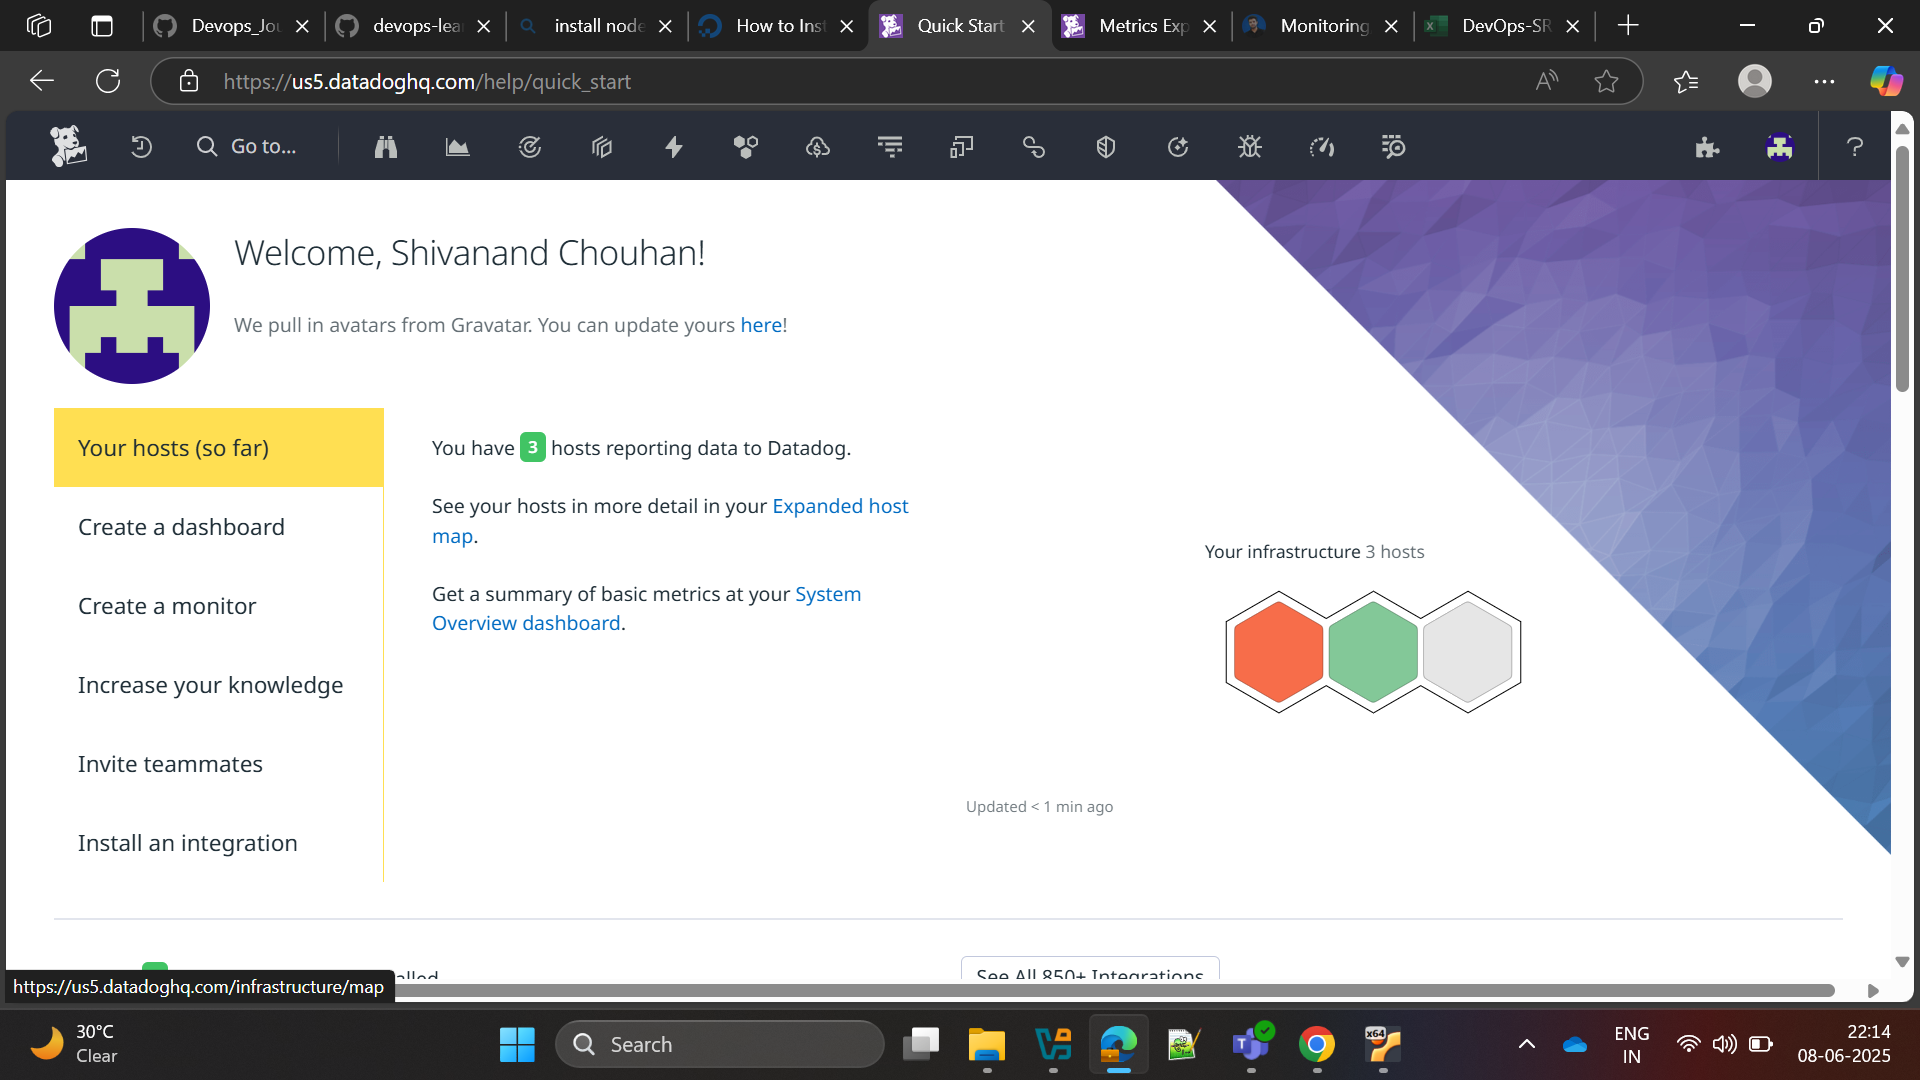 Devops_Jou
devops-lear
install node
How to Inst
Quick Start
Metrics Exp
Monitoring
DevOps-SR
https://us5.datadoghq.com/help/quick_start
Go to...
Welcome, Shivanand Chouhan!
We pull in avatars from Gravatar. You can update yours here!
Your hosts (so far)
Create a dashboard
Create a monitor
Increase your knowledge
Invite teammates
Install an integration
You have 3 hosts reporting data to Datadog.
See your hosts in more detail in your Expanded host
map.
Get a summary of basic metrics at your System
Overview dashboard.
Your infrastructure 3 hosts
Updated < 1 min ago
See All 850+ Integrations
https://us5.datadoghq.com/infrastructure/map
30°C
Clear
Search
x64
ENG
IN
22:14
08-06-2025